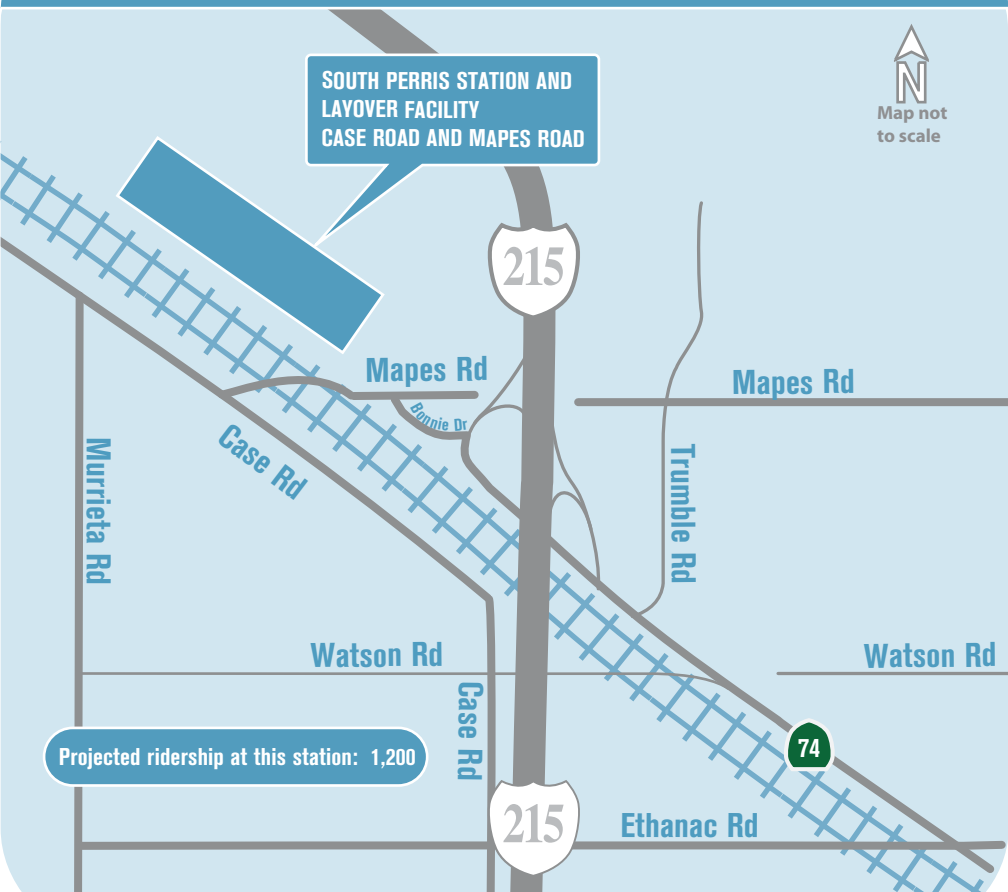 SOUTH PERRIS STATION AND
LAYOVER FACILITY
CASE ROAD AND MAPES ROAD
N
Map not
to scale
215
Mapes Rd
Mapes Rd
Bonnie Dr
Case Rd
Murrieta Rd
Trumble Rd
Watson Rd
Watson Rd
Case Rd
74
Projected ridership at this station: 1,200
215
Ethanac Rd